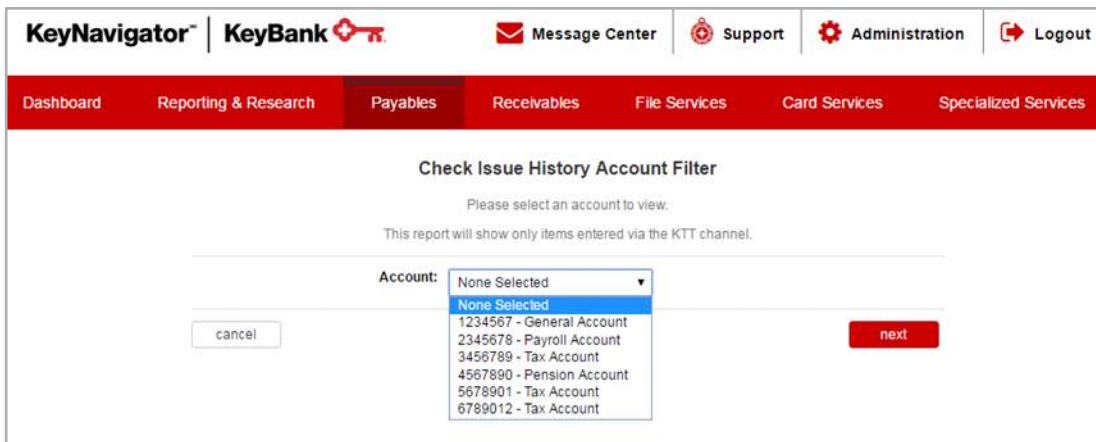 KeyNavigator™ | KeyBank
Message Center
Support
Administration
Logout
Dashboard
Reporting & Research
Payables
Receivables
File Services
Card Services
Specialized Services
Check Issue History Account Filter
Please select an account to view.
This report will show only items entered via the KTT channel.
Account:
None Selected
None Selected
1234567 - General Account
2345678 - Payroll Account
3456789 - Tax Account
4567890 - Pension Account
5678901 - Tax Account
6789012 - Tax Account
cancel
next